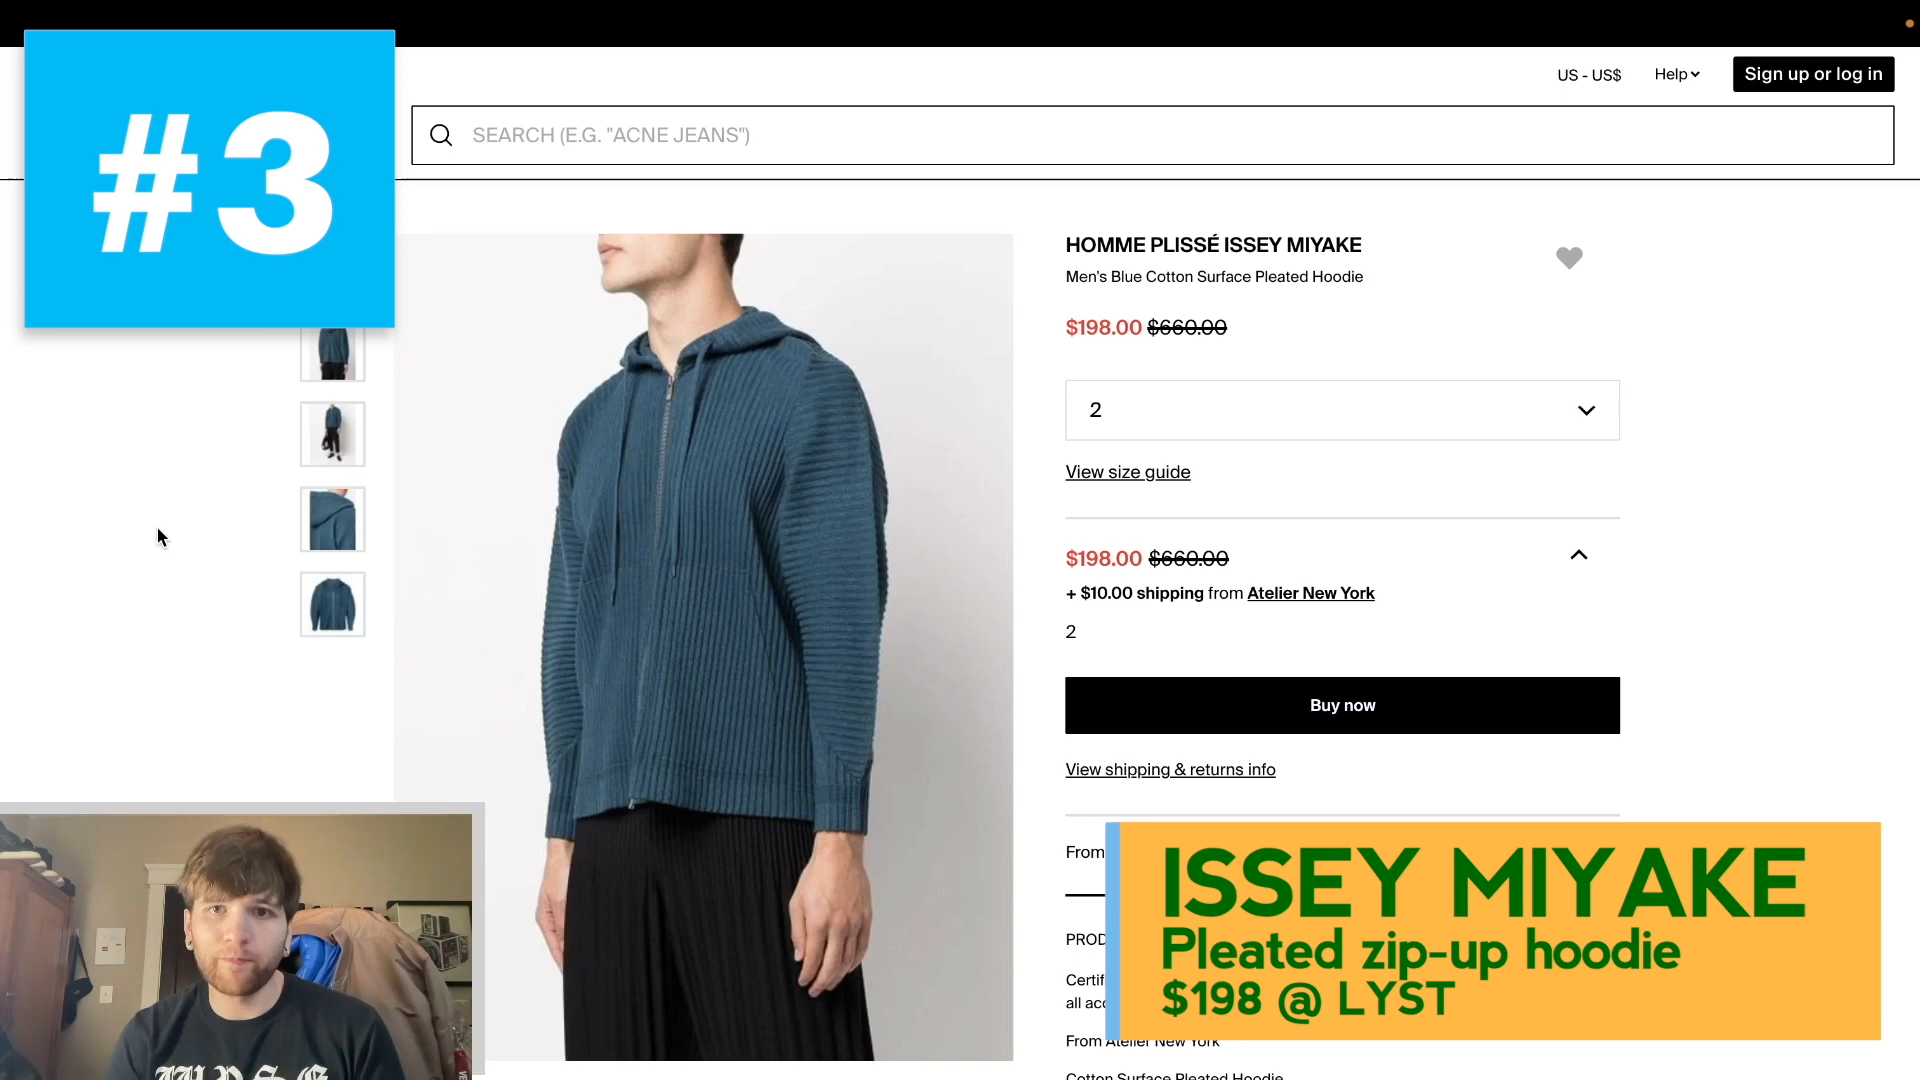 #3
US - US$
Help
Sign up or log in
SEARCH (E.G. "ACNE JEANS")
HOMME PLISSÉ ISSEY MIYAKE
Men's Blue Cotton Surface Pleated Hoodie
$198.00 $660.00
2
View size guide
$198.00 $660.00
+ $10.00 shipping from Atelier New York
2
Buy now
View shipping & returns info
From
PROD
Certif
all acc
From Atelier New York
Cotton Surface Pleated Hoodie
ISSEY MIYAKE
Pleated zip-up hoodie
$198 @ LYST